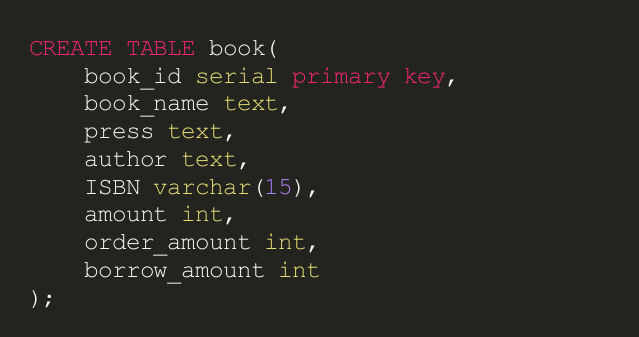 CREATE TABLE book(
    book_id serial primary key,
    book_name text,
    press text,
    author text,
    ISBN varchar(15),
    amount int,
    order_amount int,
    borrow_amount int
);